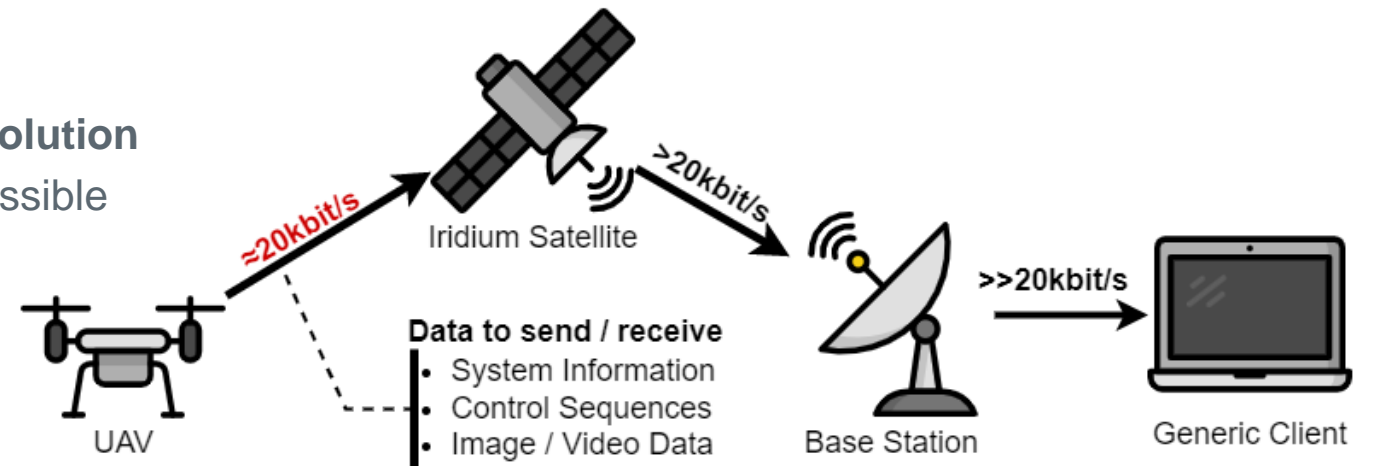 olution
ssible
≈20kbit/s
>20kbit/s
Iridium Satellite
>>20kbit/s
Data to send / receive
• System Information
• Control Sequences
• Image / Video Data
UAV
Base Station
Generic Client